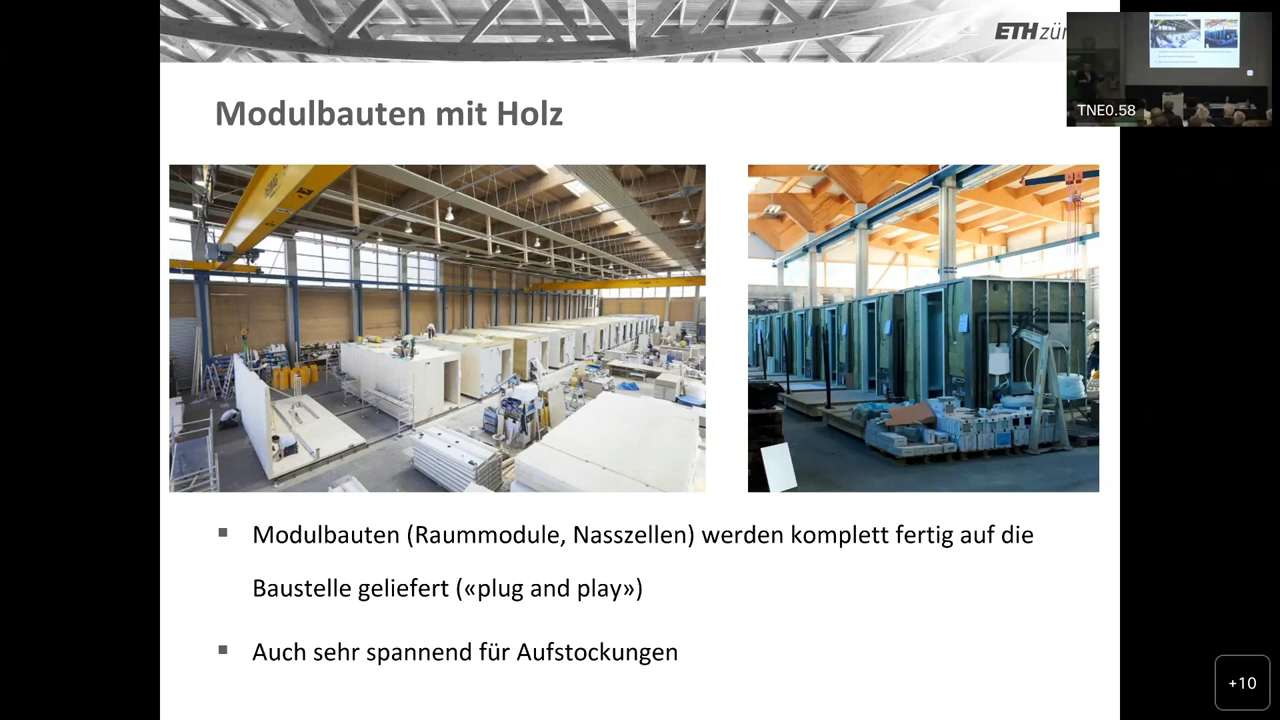 ETH zür
TNE0.58
Modulbauten mit Holz
DEMAG
▪ Modulbauten (Raummodule, Nasszellen) werden komplett fertig auf die
Baustelle geliefert («plug and play»)
▪ Auch sehr spannend für Aufstockungen
+10